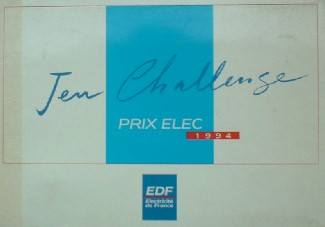 Jeu Challenge
PRIX ELEC
1994
EDF
Electricité
de France